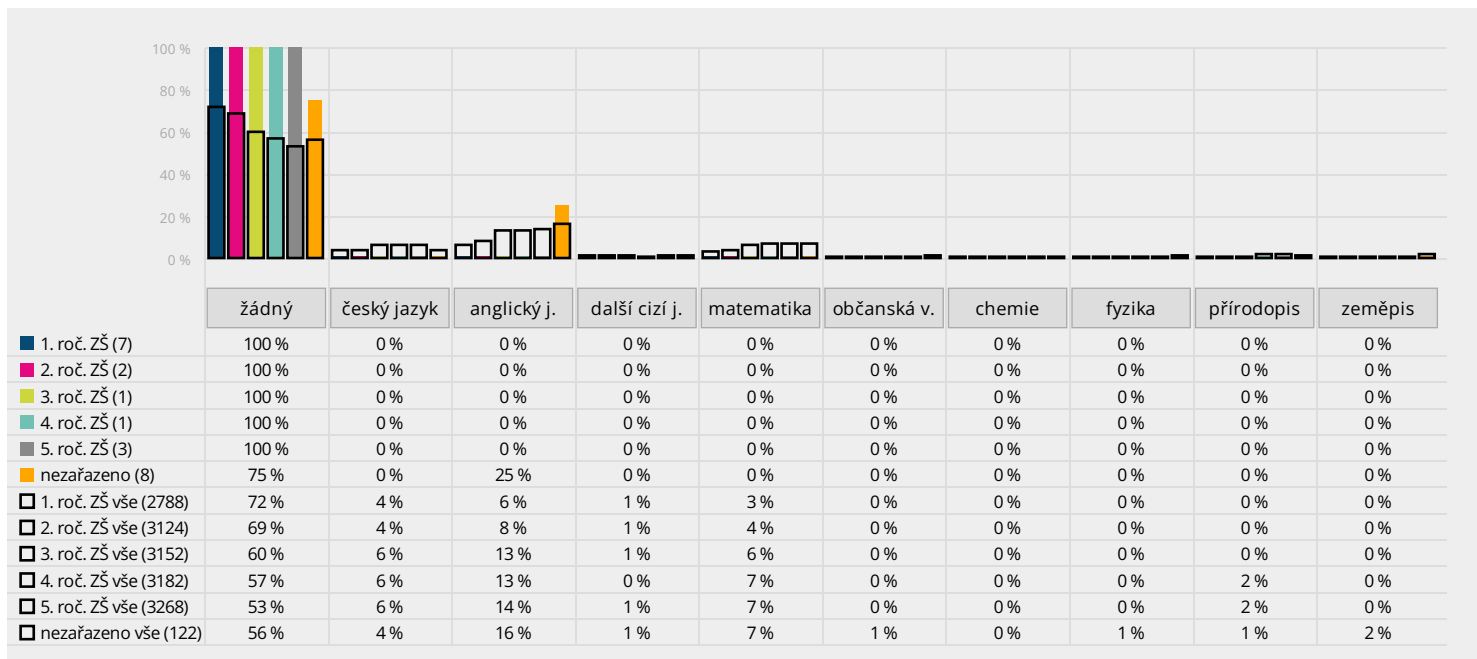 100 %
80 %
60 %
40 %
20 %
0 %
žádný český jazyk anglický j. další cizí j. matematika občanská v. chemie fyzika přírodopis zeměpis
1. roč. ZŠ (7) 100 % 0 % 0 % 0 % 0 % 0 % 0 % 0 % 0 % 0 %
2. roč. ZŠ (2) 100 % 0 % 0 % 0 % 0 % 0 % 0 % 0 % 0 % 0 %
3. roč. ZŠ (1) 100 % 0 % 0 % 0 % 0 % 0 % 0 % 0 % 0 % 0 %
4. roč. ZŠ (1) 100 % 0 % 0 % 0 % 0 % 0 % 0 % 0 % 0 % 0 %
5. roč. ZŠ (3) 100 % 0 % 0 % 0 % 0 % 0 % 0 % 0 % 0 % 0 %
nezařazeno (8) 75 % 0 % 25 % 0 % 0 % 0 % 0 % 0 % 0 % 0 %
1. roč. ZŠ vše (2788) 72 % 4 % 6 % 1 % 3 % 0 % 0 % 0 % 0 % 0 %
2. roč. ZŠ vše (3124) 69 % 4 % 8 % 1 % 4 % 0 % 0 % 0 % 0 % 0 %
3. roč. ZŠ vše (3152) 60 % 6 % 13 % 1 % 6 % 0 % 0 % 0 % 0 % 0 %
4. roč. ZŠ vše (3182) 57 % 6 % 13 % 0 % 7 % 0 % 0 % 0 % 2 % 0 %
5. roč. ZŠ vše (3268) 53 % 6 % 14 % 1 % 7 % 0 % 0 % 0 % 2 % 0 %
nezařazeno vše (122) 56 % 4 % 16 % 1 % 7 % 1 % 0 % 1 % 1 % 2 %